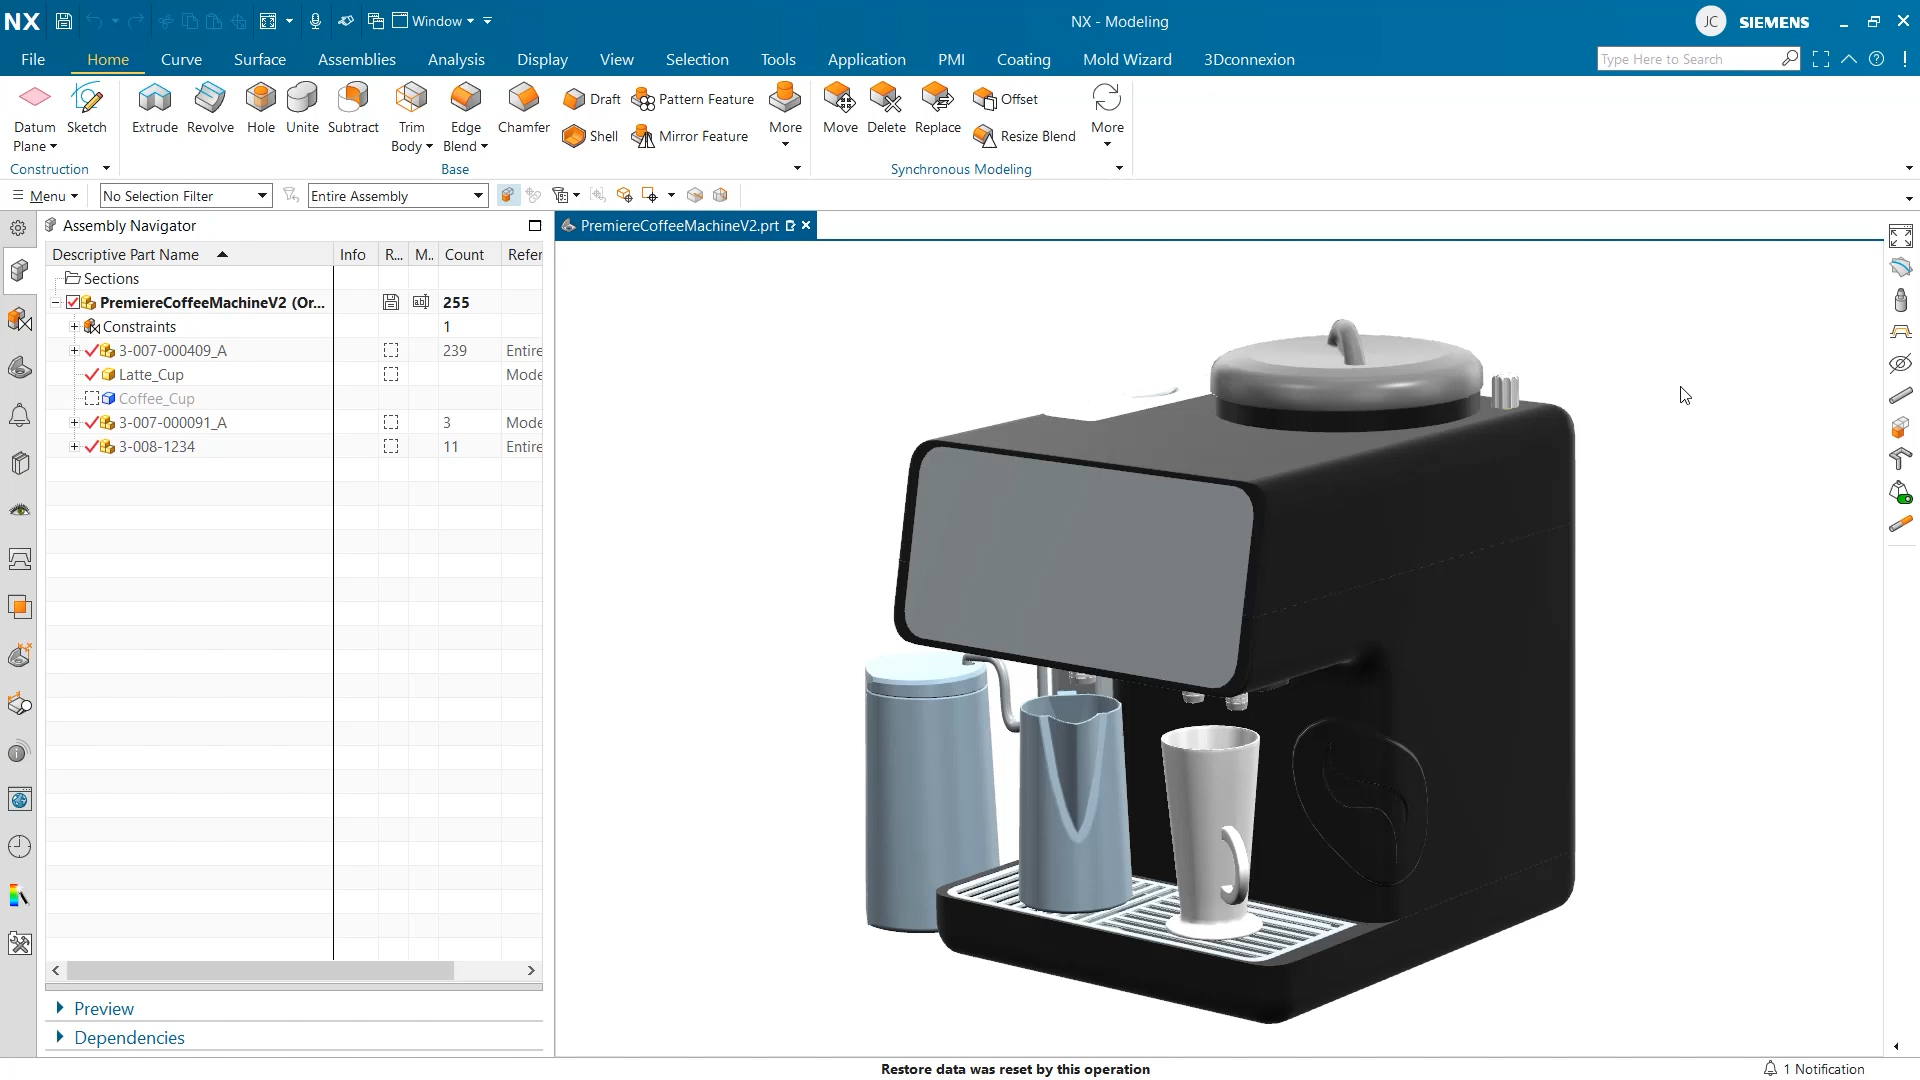 NX
Window
NX - Modeling
JC
SIEMENS
File
Home
Curve
Surface
Assemblies
Analysis
Display
View
Selection
Tools
Application
PMI
Coating
Mold Wizard
3Dconnexion
Type Here to Search
Datum Plane
Sketch
Extrude
Revolve
Hole
Unite
Subtract
Trim Body
Edge Blend
Chamfer
Draft
Shell
Pattern Feature
Mirror Feature
More
Move
Delete
Replace
Offset
Resize Blend
More
Construction
Base
Synchronous Modeling
Menu
No Selection Filter
Entire Assembly
Assembly Navigator
PremiereCoffeeMachineV2.prt
Descriptive Part Name
Info
R...
M..
Count
Refer
Sections
PremiereCoffeeMachineV2 (Or...
255
Constraints
1
3-007-000409_A
239
Entire
Latte_Cup
Mode
Coffee_Cup
3-007-000091_A
3
Mode
3-008-1234
11
Entire
Preview
Dependencies
Restore data was reset by this operation
1 Notification